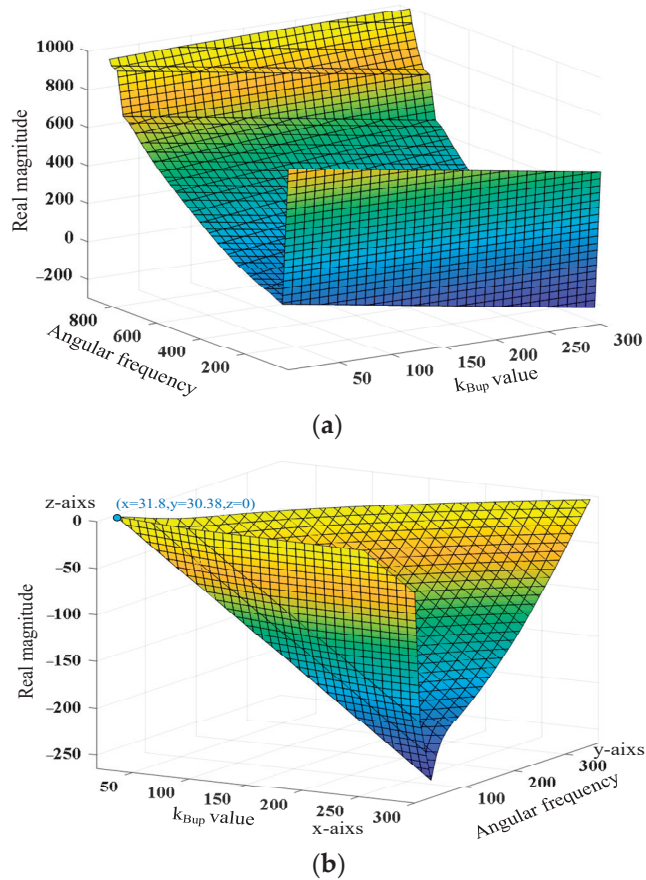 1000
800
600
400
200
0
−200
Real magnitude
800
600
400
200
Angular frequency
50
100
150
200
250
300
kBup value
(a)
z-aixs
(x=31.8,y=30.38,z=0)
0
−50
−100
−150
−200
−250
Real magnitude
50
100
150
200
250
300
kBup value
x-aixs
100
200
300
y-aixs
Angular frequency
(b)